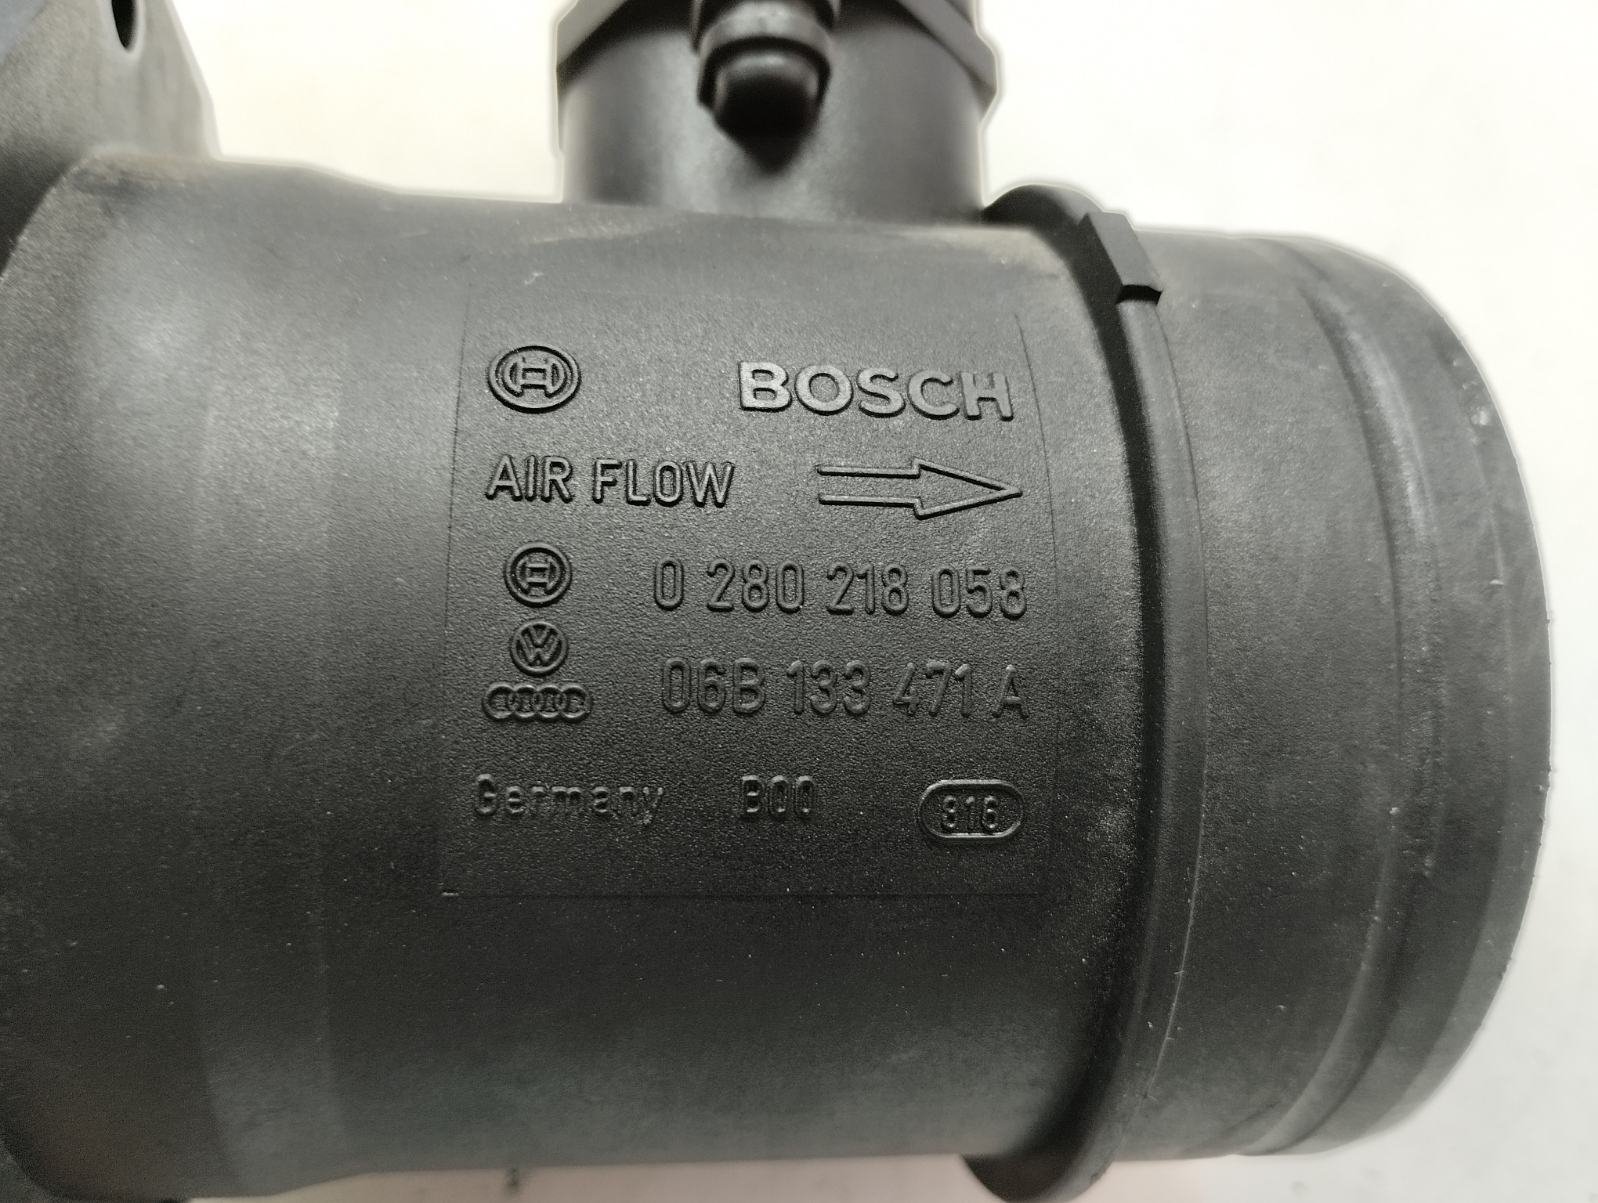 BOSCH
AIR FLOW
0 280 218 058
06B 133 471 A
Germany B00 816